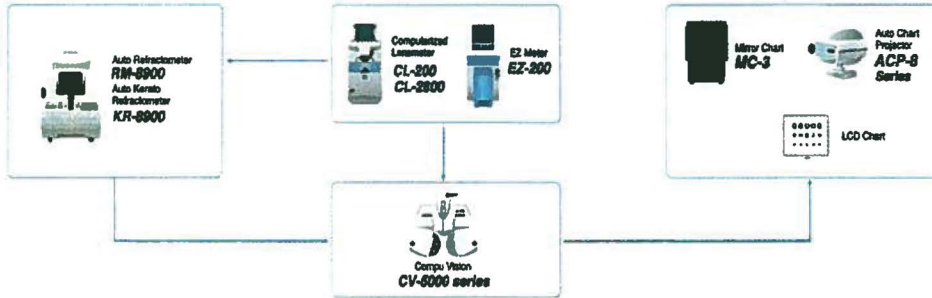 Auto Refractometer
RM-8900
Auto Kerato
Refractometer
KR-8900
Computerized
Lensmeter
CL-200
CL-2800
EZ Meter
EZ-200
Mirror Chart
MC-3
Auto Chart
Projector
ACP-8
Series
LCD Chart
Compu Vision
CV-5000 series